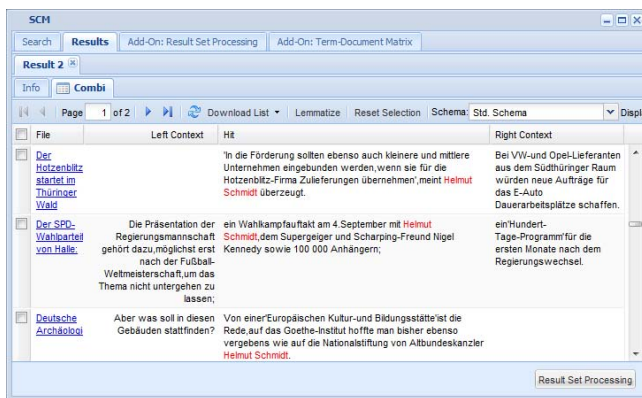 SCM
Search Results Add-On: Result Set Processing Add-On: Term-Document Matrix
Result 2
Info Combi
Page 1 of 2 Download List Lemmatize Reset Selection Schema: Std. Schema Displ
File Left Context Hit Right Context
Der
Hotzenblitz
startet im
Thüringer
Wald
'In die Förderung sollten ebenso auch kleinere und mittlere
Unternehmen eingebunden werden,wenn sie für die
Hotzenblitz-Firma Zulieferungen übernehmen',meint Helmut
Schmidt überzeugt.
Bei VW-und Opel-Lieferanten
aus dem Südthüringer Raum
würden neue Aufträge für
das E-Auto
Dauerarbeitsplätze schaffen.
Der SPD-
Wahlparteit
von Halle:
Die Präsentation der
Regierungsmannschaft
gehört dazu,möglichst erst
nach der Fußball-
Weltmeisterschaft,um das
Thema nicht untergehen zu
lassen;
ein Wahlkampfauftakt am 4.September mit Helmut
Schmidt,dem Supergeiger und Scharping-Freund Nigel
Kennedy sowie 100 000 Anhängern;
ein'Hundert-
Tage-Programm'für die
ersten Monate nach dem
Regierungswechsel.
Deutsche
Archäologi
Aber was soll in diesen
Gebäuden stattfinden?
Von einer'Europäischen Kultur-und Bildungsstätte'ist die
Rede,auf das Goethe-Institut hoffte man bisher ebenso
vergebens wie auf die Nationalstiftung von Altbundeskanzler
Helmut Schmidt.
Result Set Processing